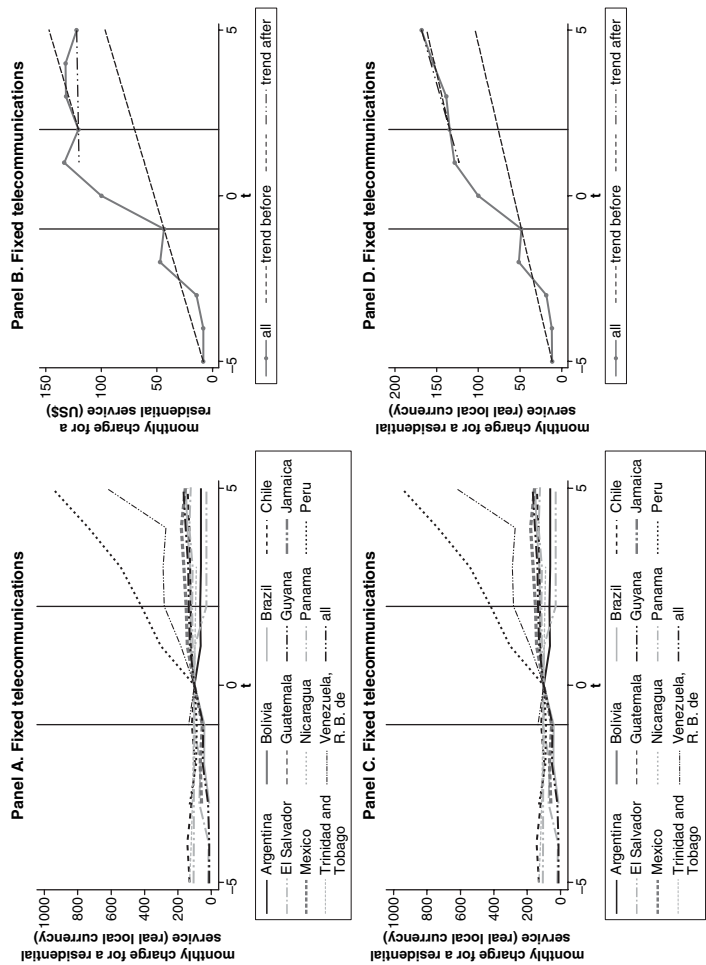 Panel A. Fixed telecommunications
monthly charge for a residential
service (real local currency)
1000
800
600
400
200
0
−5
0
5
t
Argentina
Bolivia
Brazil
Chile
El Salvador
Guatemala
Guyana
Jamaica
Mexico
Nicaragua
Panama
Peru
Trinidad and
Tobago
Venezuela,
R. B. de
all
Panel B. Fixed telecommunications
monthly charge for a
residential service (US$)
150
100
50
0
−5
0
5
t
all
trend before
trend after
Panel C. Fixed telecommunications
monthly charge for a residential
service (real local currency)
1000
800
600
400
200
0
−5
0
5
t
Argentina
Bolivia
Brazil
Chile
El Salvador
Guatemala
Guyana
Jamaica
Mexico
Nicaragua
Panama
Peru
Trinidad and
Tobago
Venezuela,
R. B. de
all
Panel D. Fixed telecommunications
monthly charge for a residential
service (real local currency)
200
150
100
50
0
−5
0
5
t
all
trend before
trend after